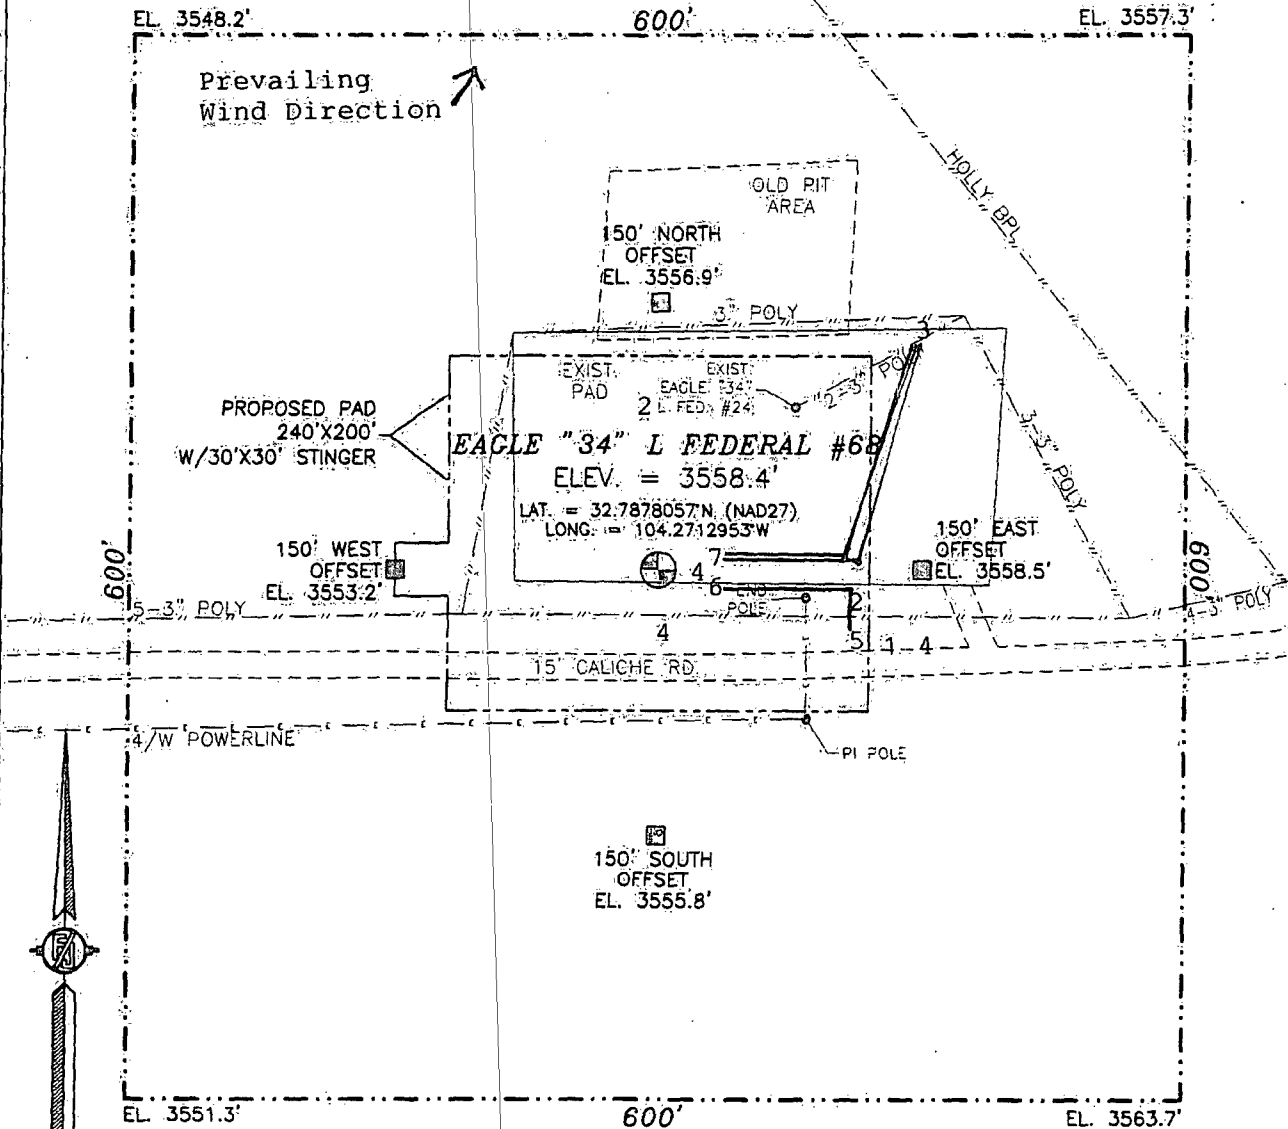 EL. 3548.2'
600'
EL. 3557.3'
Prevailing
Wind Direction
HOLLY BPL
OLD PIT
AREA
150' NORTH
OFFSET
EL. 3556.9'
3" POLY
3
EXIST.
PAD
EXIST
EAGLE "34"
L FED. #24
2
2-3" PO
PROPOSED PAD
240'X200'
W/30'X30' STINGER
EAGLE "34" L FEDERAL #68
ELEV. = 3558.4'
3-3" POLY
LAT. = 32.7878057°N (NAD27)
LONG. = 104.2712953°W
150' WEST
OFFSET
EL. 3553.2'
150' EAST
OFFSET
EL. 3558.5'
600'
600
7
4
6
END
POLE
2
5-3" POLY
4-3" POLY
4
5 1 4
15' CALICHE RD
4/W POWERLINE
PI POLE
150' SOUTH
OFFSET
EL. 3555.8'
EL. 3551.3'
600'
EL. 3563.7'